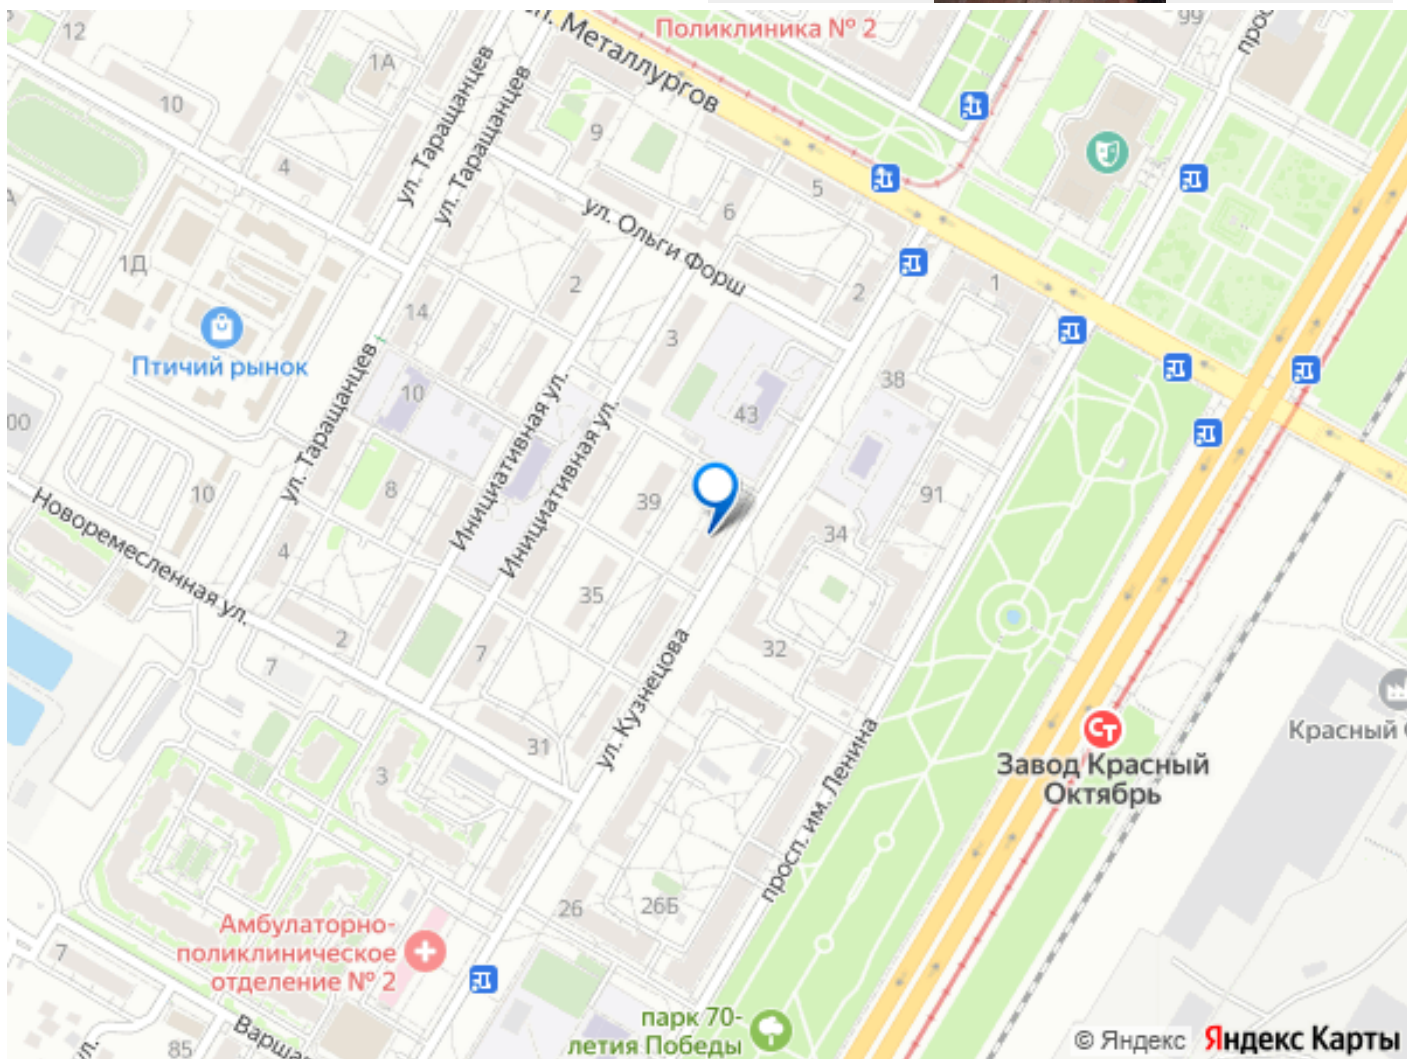 12
1А
10
4
ул. Таращанцев
ул. Таращанцев
Металлургов
Поликлиника № 2
99
9
5
6
ул. Ольги Форш
2
2
1
1Д
14
3
Птичий рынок
10
43
38
ул. Таращанцев
Инициативная ул.
Инициативная ул.
00
10
8
39
91
34
Новоремесленная ул.
4
35
2
7
7
32
ул. Кузнецова
31
3
просп. им. Ленина
Завод Красный
Октябрь
Красный
26
26Б
Амбулаторно-
поликлиническое
отделение № 2
7
85
парк 70-
летия Победы
© Яндекс Яндекс Карты